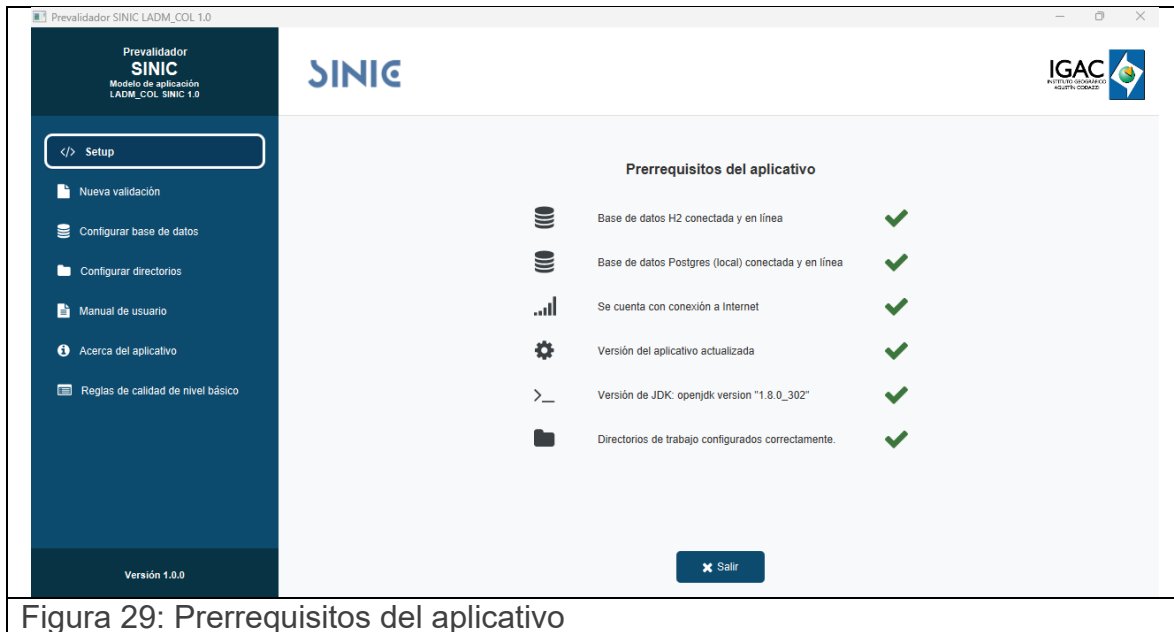 Prevalidador SINIC LADM_COL 1.0
Prevalidador
SINIC
Modelo de aplicación
LADM_COL SINIC 1.0
SINIC
IGAC
INSTITUTO GEOGRÁFICO
AGUSTÍN CODAZZI
</> Setup
Nueva validación
Configurar base de datos
Configurar directorios
Manual de usuario
Acerca del aplicativo
Reglas de calidad de nivel básico
Versión 1.0.0
Prerrequisitos del aplicativo
Base de datos H2 conectada y en línea
Base de datos Postgres (local) conectada y en línea
Se cuenta con conexión a Internet
Versión del aplicativo actualizada
Versión de JDK: openjdk version "1.8.0_302"
Directorios de trabajo configurados correctamente.
Salir
Figura 29: Prerrequisitos del aplicativo